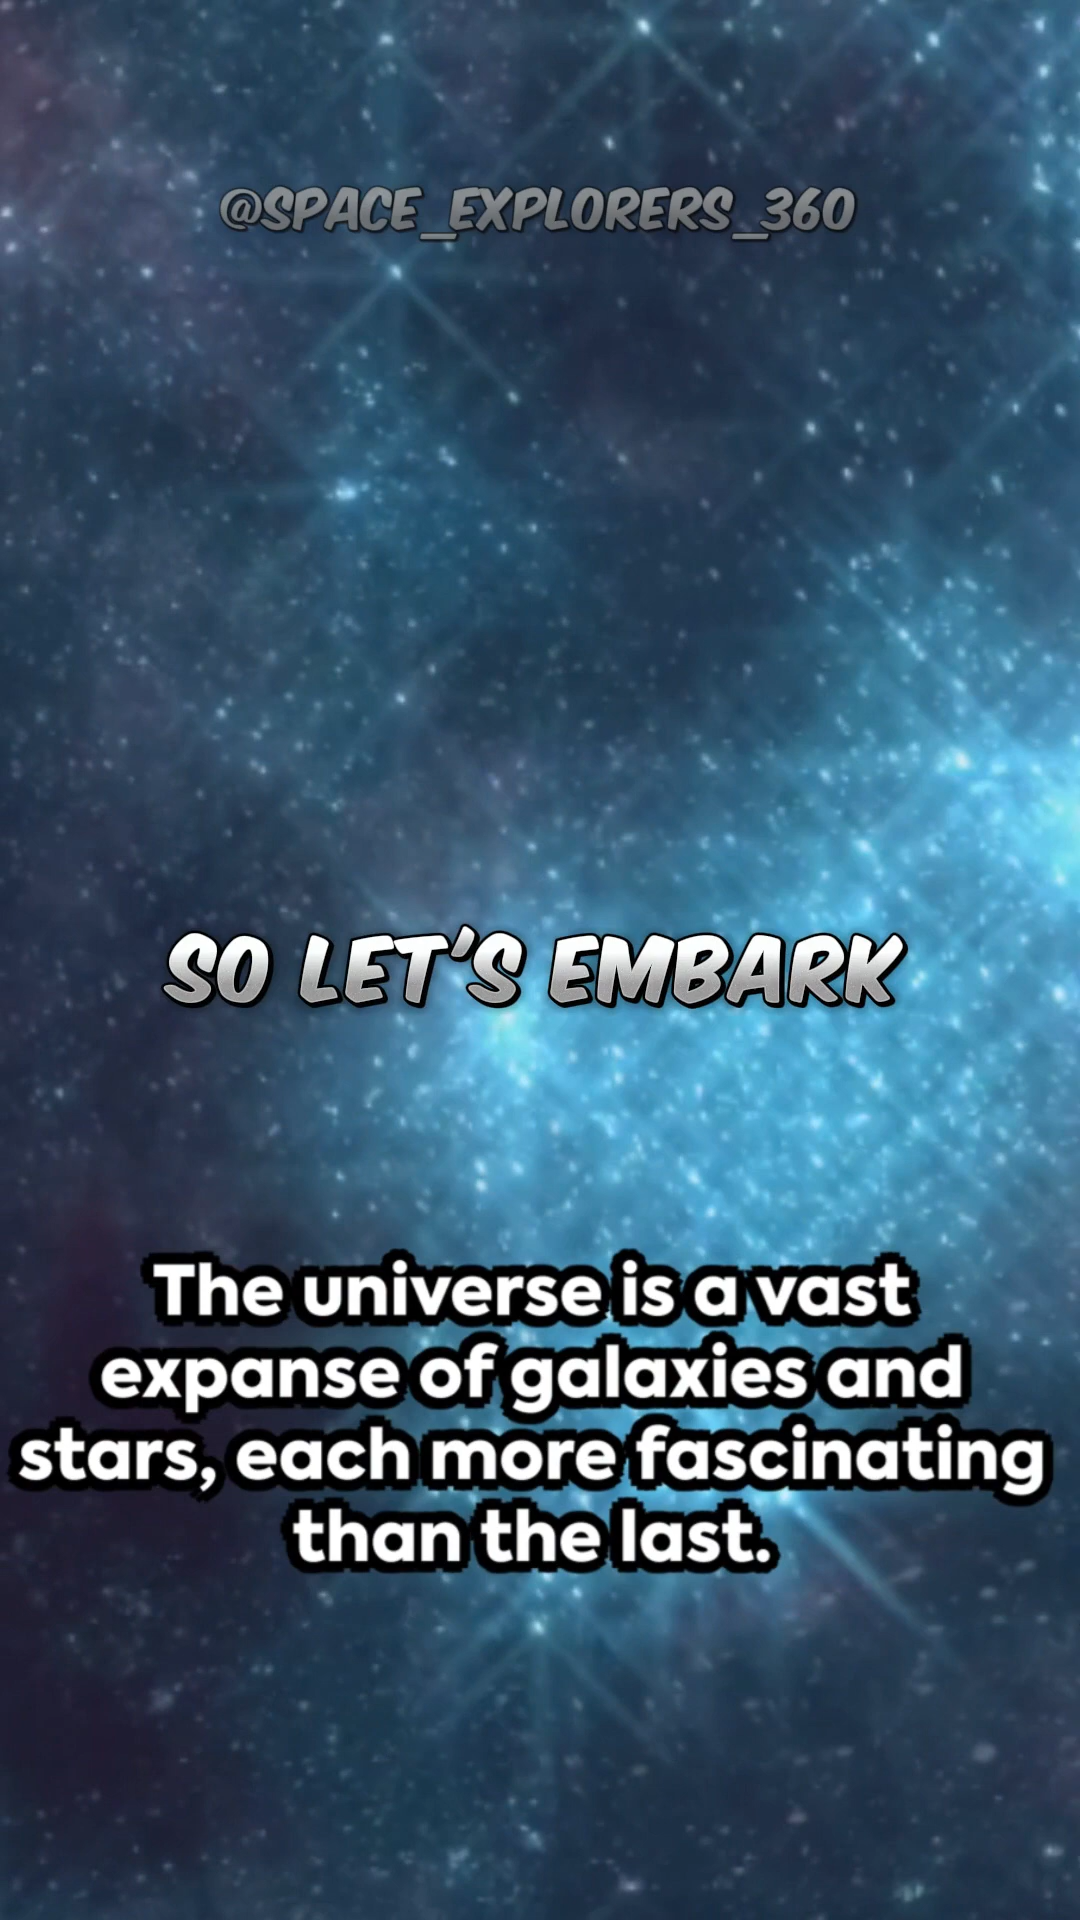 @SPACE_EXPLORERS_360
SO LET'S EMBARK
The universe is a vast
expanse of galaxies and
stars, each more fascinating
than the last.